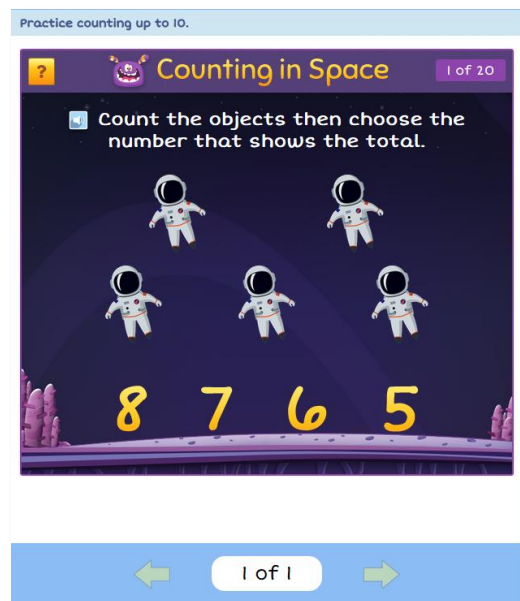 Practice counting up to 10.
? Counting in Space 1 of 20
Count the objects then choose the
number that shows the total.
8 7 6 5
1 of 1